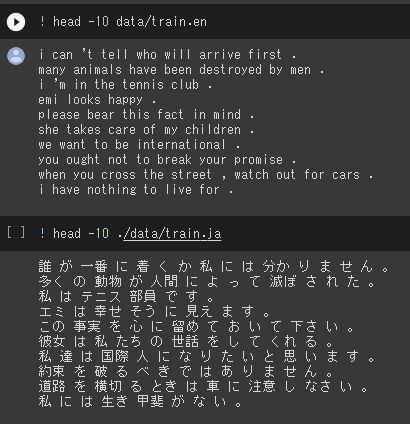 ! head -10 data/train.en
i can 't tell who will arrive first .
many animals have been destroyed by men .
i 'm in the tennis club .
emi looks happy .
please bear this fact in mind .
she takes care of my children .
we want to be international .
you ought not to break your promise .
when you cross the street , watch out for cars .
i have nothing to live for .
[ ] ! head -10 ./data/train.ja
誰 が 一番 に 着 く か 私 に は 分か り ま せ ん 。
多く の 動物 が 人間 に よ っ て 滅ぼ さ れ た 。
私 は テニス 部員 で す 。
エミ は 幸せ そう に 見え ま す 。
この 事実 を 心 に 留め て お い て 下さ い 。
彼女 は 私 たち の 世話 を し て くれ る 。
私 達 は 国際 人 に な り た い と 思 い ま す 。
約束 を 破 る べ き で は あ り ま せ ん 。
道路 を 横切 る とき は 車 に 注意 し なさ い 。
私 に は 生き 甲斐 が な い 。